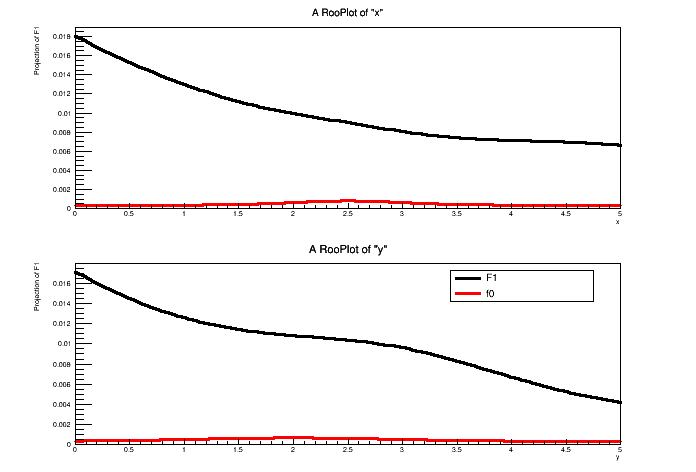 A RooPlot of "x"
Projection of F1
0.018
0.016
0.014
0.012
0.01
0.008
0.006
0.004
0.002
0
0 0.5 1 1.5 2 2.5 3 3.5 4 4.5 5
x
A RooPlot of "y"
Projection of F1
0.016
0.014
0.012
0.01
0.008
0.006
0.004
0.002
0
F1
f0
0 0.5 1 1.5 2 2.5 3 3.5 4 4.5 5
y